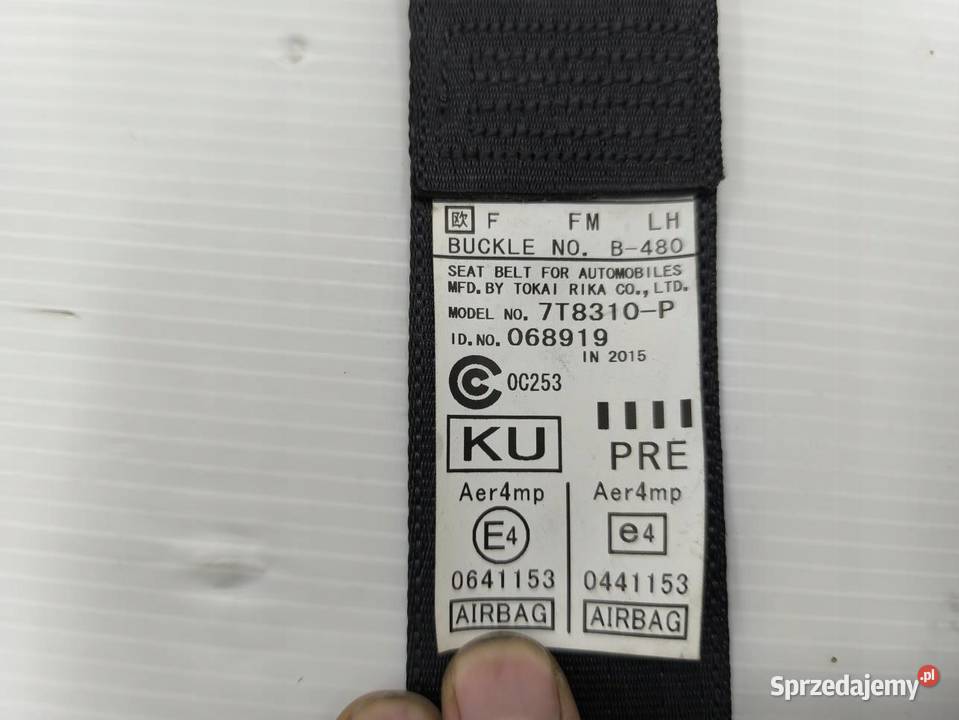 欧 F FM LH
BUCKLE NO. B-480
SEAT BELT FOR AUTOMOBILES
MFD.BY TOKAI RIKA CO.,LTD.
MODEL NO. 7T8310-P
ID.NO. 068919
IN 2015
C 0C253
KU
PRE
Aer4mp Aer4mp
E4 e4
0641153 0441153
AIRBAG AIRBAG
Sprzedajemy.pl